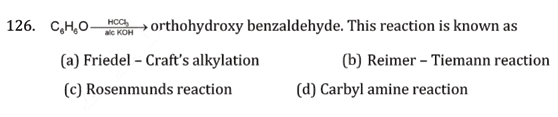 126. C₆H₆O —HCCl₃/alc KOH→ orthohydroxy benzaldehyde. This reaction is known as
(a) Friedel – Craft's alkylation (b) Reimer – Tiemann reaction
(c) Rosenmunds reaction (d) Carbyl amine reaction